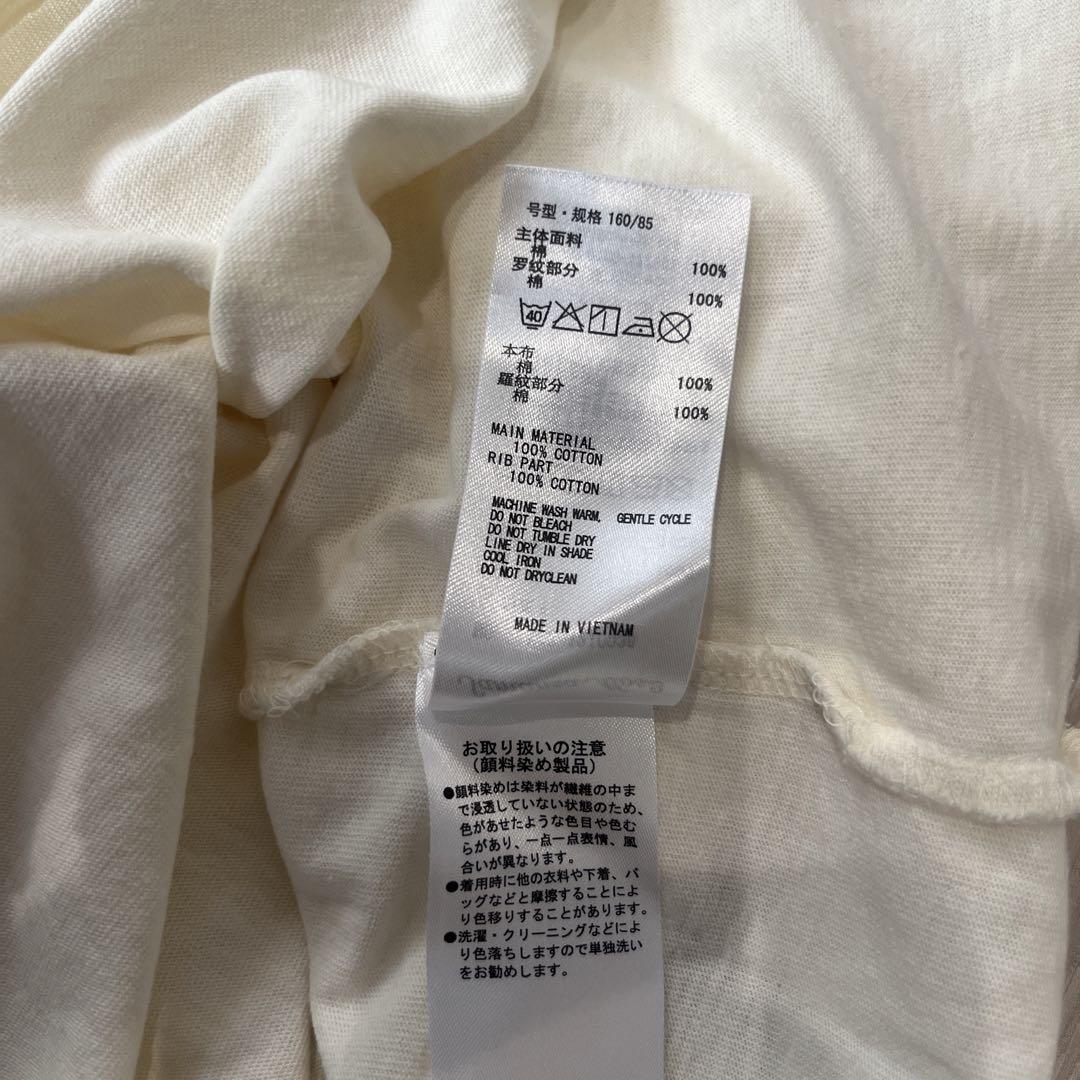 号型・规格 160/85
主体面料
棉 100%
罗纹部分
棉 100%
40
本布
棉 100%
羅紋部分
棉 100%
MAIN MATERIAL
100% COTTON
RIB PART
100% COTTON
MACHINE WASH WARM. GENTLE CYCLE
DO NOT BLEACH
DO NOT TUMBLE DRY
LINE DRY IN SHADE
COOL IRON
DO NOT DRYCLEAN
MADE IN VIETNAM
お取り扱いの注意
(顔料染め製品)
●顔料染めは染料が繊維の中ま
で浸透していない状態のため、
色があせたような色目や色む
らがあり、一点一点表情、風
合いが異なります。
●着用時に他の衣料や下着、バ
ッグなどと摩擦することによ
り色移りすることがあります。
●洗濯・クリーニングなどによ
り色落ちしますので単独洗い
をお勧めします。